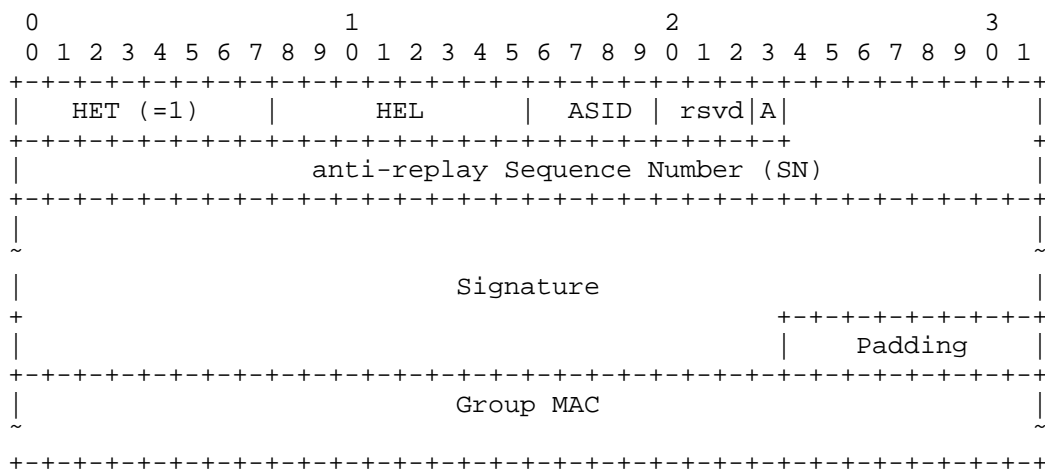 0                   1                   2                   3
 0 1 2 3 4 5 6 7 8 9 0 1 2 3 4 5 6 7 8 9 0 1 2 3 4 5 6 7 8 9 0 1
+-+-+-+-+-+-+-+-+-+-+-+-+-+-+-+-+-+-+-+-+-+-+-+-+-+-+-+-+-+-+-+-+
|   HET (=1)    |      HEL      |  ASID | rsvd|A|               |
+-+-+-+-+-+-+-+-+-+-+-+-+-+-+-+-+-+-+-+-+-+-+-+-+               +
|                  anti-replay Sequence Number (SN)             |
+-+-+-+-+-+-+-+-+-+-+-+-+-+-+-+-+-+-+-+-+-+-+-+-+-+-+-+-+-+-+-+-+
|                                                               |
~                                                               ~
|                           Signature                           |
+                                               +-+-+-+-+-+-+-+-+
|                                               |    Padding    |
+-+-+-+-+-+-+-+-+-+-+-+-+-+-+-+-+-+-+-+-+-+-+-+-+-+-+-+-+-+-+-+-+
|                           Group MAC                           |
~                                                               ~
+-+-+-+-+-+-+-+-+-+-+-+-+-+-+-+-+-+-+-+-+-+-+-+-+-+-+-+-+-+-+-+-+